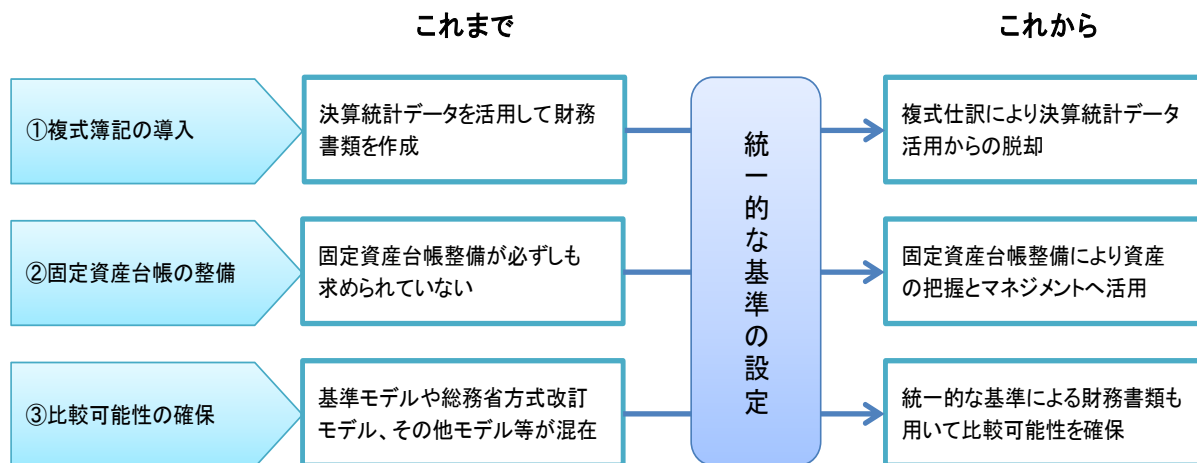 これまで
これから
①複式簿記の導入
決算統計データを活用して財務
書類を作成
複式仕訳により決算統計データ
活用からの脱却
統一的な基準の設定
②固定資産台帳の整備
固定資産台帳整備が必ずしも
求められていない
固定資産台帳整備により資産
の把握とマネジメントへ活用
③比較可能性の確保
基準モデルや総務省方式改訂
モデル、その他モデル等が混在
統一的な基準による財務書類も
用いて比較可能性を確保